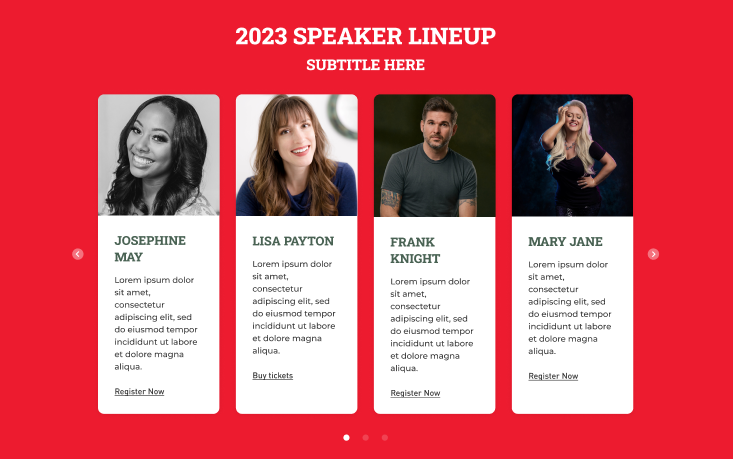 2023 SPEAKER LINEUP
SUBTITLE HERE
JOSEPHINE
MAY
Lorem ipsum dolor
sit amet,
consectetur
adipiscing elit, sed
do eiusmod tempor
incididunt ut labore
et dolore magna
aliqua.
Register Now
LISA PAYTON
Lorem ipsum dolor
sit amet,
consectetur
adipiscing elit, sed
do eiusmod tempor
incididunt ut labore
et dolore magna
aliqua.
Buy tickets
FRANK
KNIGHT
Lorem ipsum dolor
sit amet,
consectetur
adipiscing elit, sed
do eiusmod tempor
incididunt ut labore
et dolore magna
aliqua.
Register Now
MARY JANE
Lorem ipsum dolor
sit amet,
consectetur
adipiscing elit, sed
do eiusmod tempor
incididunt ut labore
et dolore magna
aliqua.
Register Now